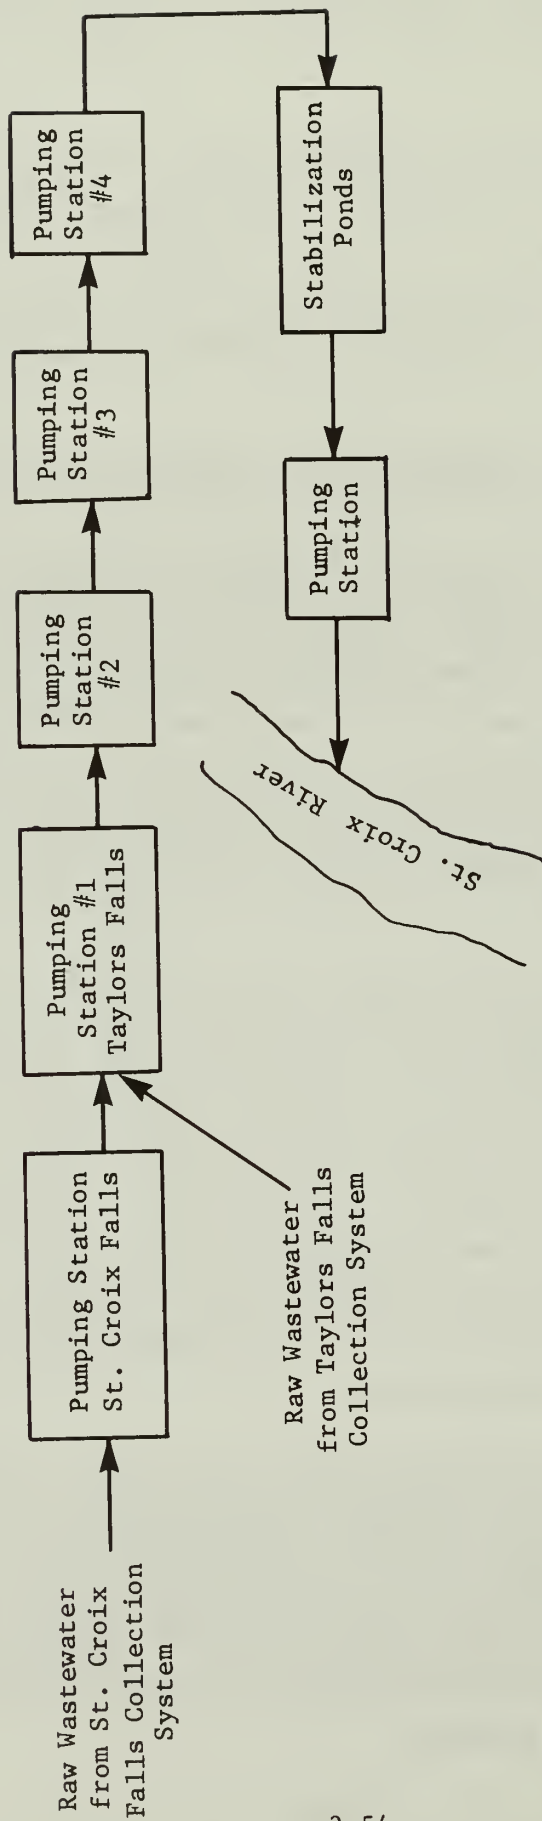 Raw Wastewater
from St. Croix
Falls Collection
System
Pumping Station
St. Croix Falls
Pumping
Station #1
Taylors Falls
Pumping
Station
#2
Pumping
Station
#3
Pumping
Station
#4
Raw Wastewater
from Taylors Falls
Collection System
St. Croix River
Pumping
Station
Stabilization
Ponds